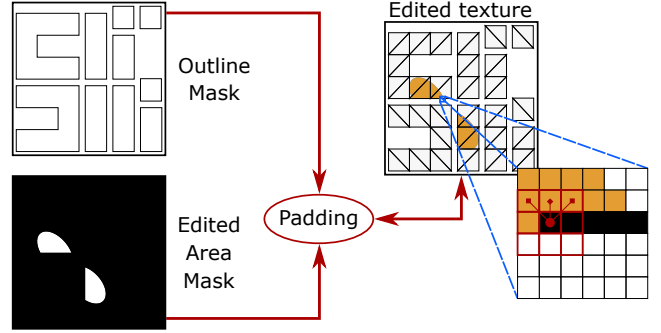 Edited texture
Outline
Mask
Edited
Area
Mask
Padding